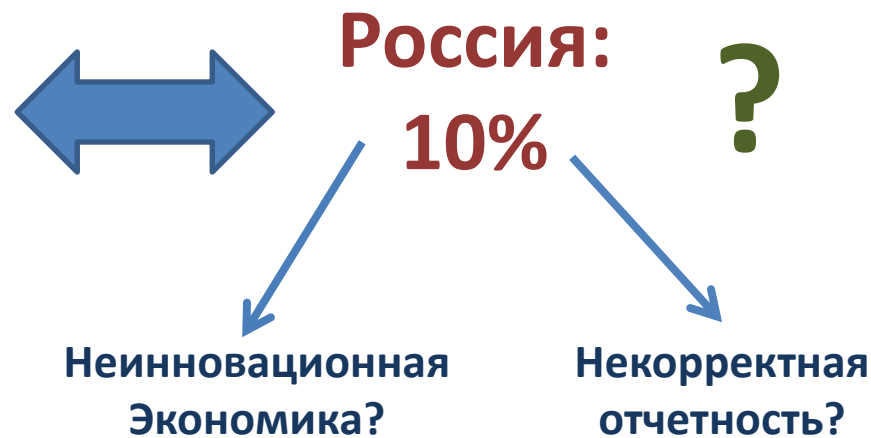 Россия:
10%
?
Неинновационная
Экономика?
Некорректная
отчетность?